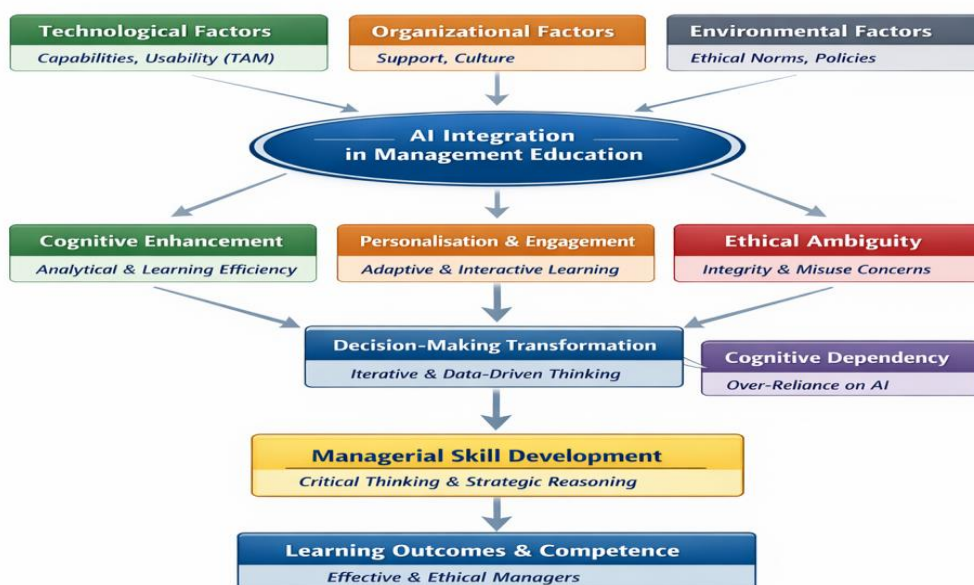 Technological Factors
Capabilities, Usability (TAM)
Organizational Factors
Support, Culture
Environmental Factors
Ethical Norms, Policies
AI Integration
in Management Education
Cognitive Enhancement
Analytical & Learning Efficiency
Personalisation & Engagement
Adaptive & Interactive Learning
Ethical Ambiguity
Integrity & Misuse Concerns
Decision-Making Transformation
Iterative & Data-Driven Thinking
Cognitive Dependency
Over-Reliance on AI
Managerial Skill Development
Critical Thinking & Strategic Reasoning
Learning Outcomes & Competence
Effective & Ethical Managers